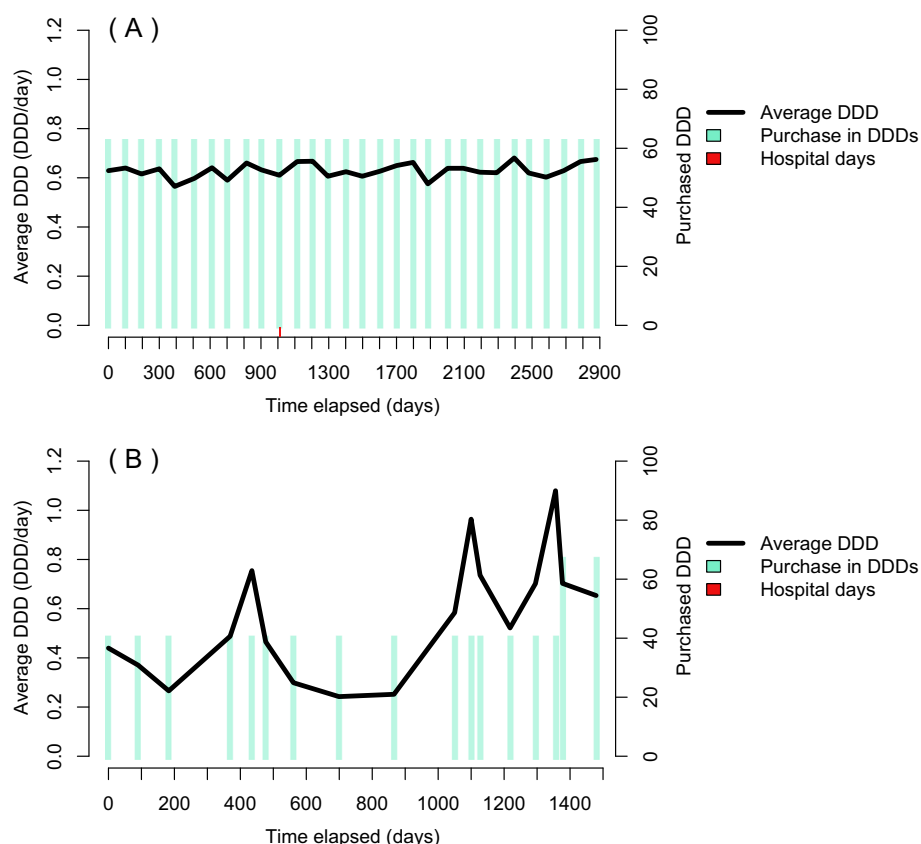 ( A )
Average DDD (DDD/day)
0.0 0.2 0.4 0.6 0.8 1.0 1.2
Purchased DDD
0 20 40 60 80 100
Average DDD
Purchase in DDDs
Hospital days
0 300 600 900 1300 1700 2100 2500 2900
Time elapsed (days)
( B )
Average DDD (DDD/day)
0.0 0.2 0.4 0.6 0.8 1.0 1.2
Purchased DDD
0 20 40 60 80 100
Average DDD
Purchase in DDDs
Hospital days
0 200 400 600 800 1000 1200 1400
Time elapsed (days)